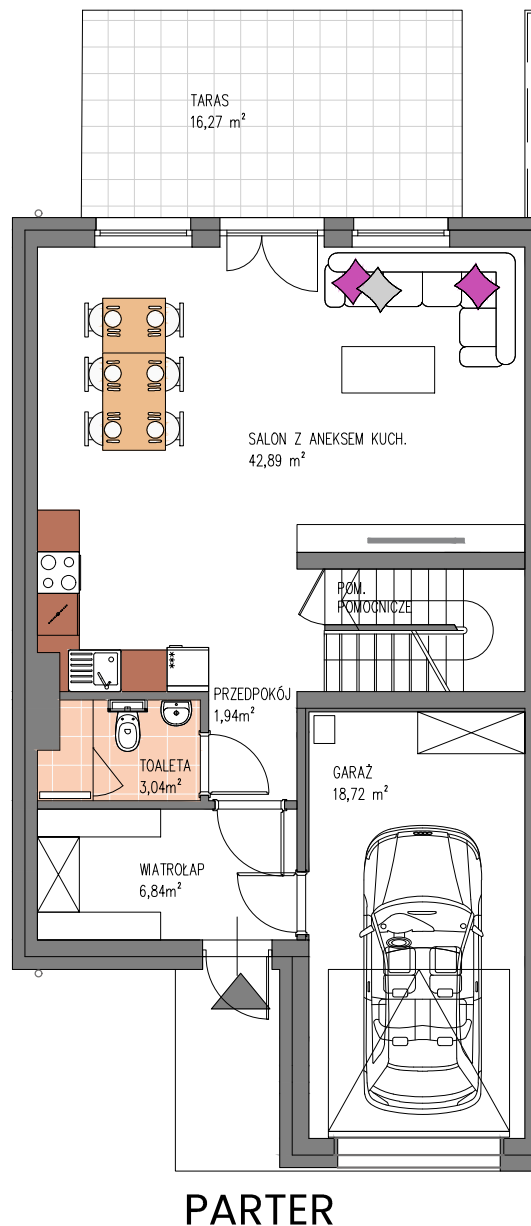 TARAS
16,27 m²
SALON Z ANEKSEM KUCH.
42,89 m²
POM.
POMOCNICZE
PRZEDPOKÓJ
1,94m²
TOALETA
3,04m²
GARAŻ
18,72 m²
WIATROŁAP
6,84m²
PARTER